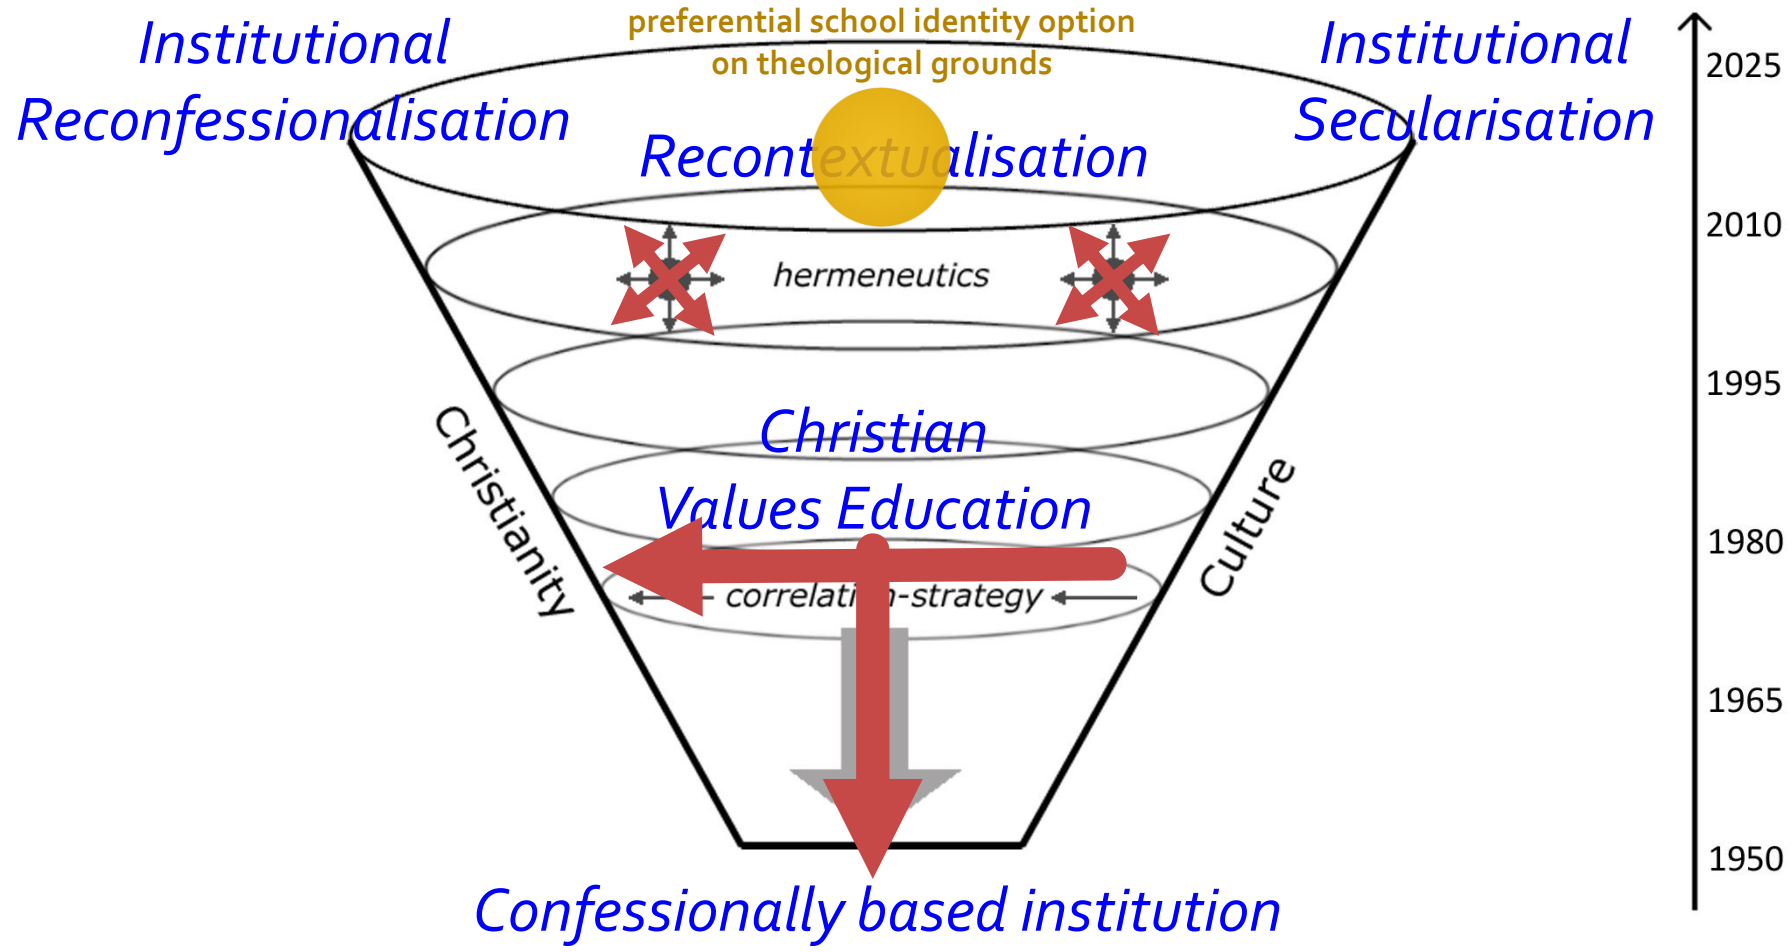 preferential school identity option
on theological grounds
Institutional
Reconfessionalisation
Institutional
Secularisation
Recontextualisation
hermeneutics
Christian
Values Education
Christianity
Culture
correlation-strategy
Confessionally based institution
2025
2010
1995
1980
1965
1950